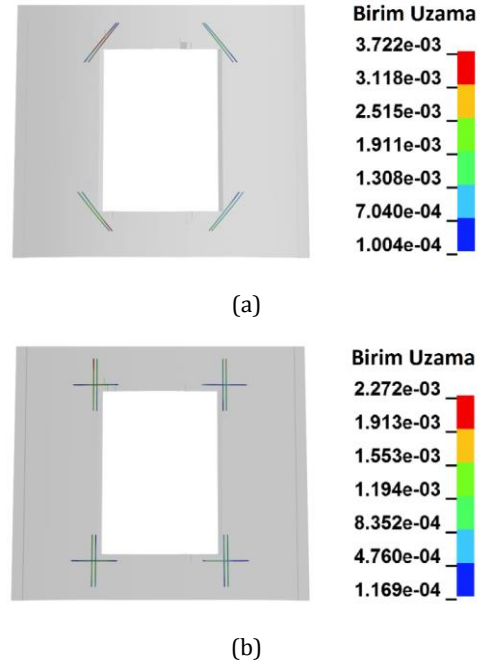 Birim Uzama
3.722e-03
3.118e-03
2.515e-03
1.911e-03
1.308e-03
7.040e-04
1.004e-04
(a)
Birim Uzama
2.272e-03
1.913e-03
1.553e-03
1.194e-03
8.352e-04
4.760e-04
1.169e-04
(b)